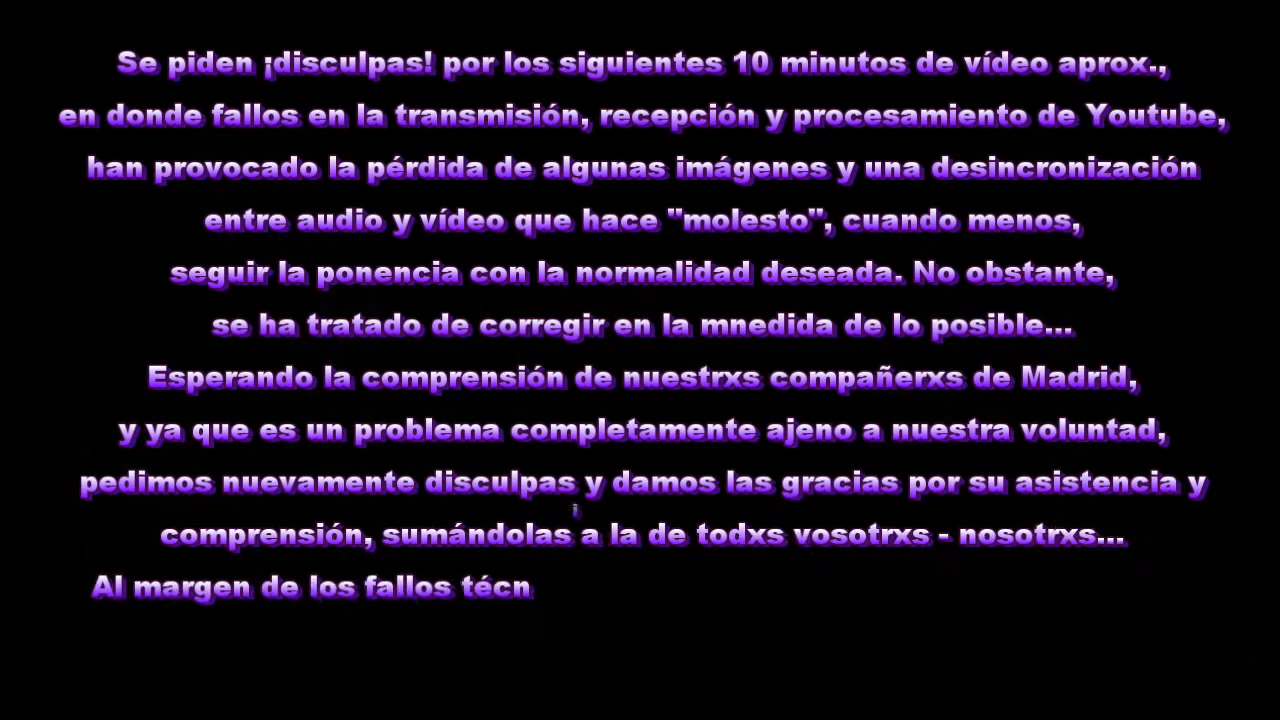 Se piden ¡disculpas! por los siguientes 10 minutos de vídeo aprox.,
en donde fallos en la transmisión, recepción y procesamiento de Youtube,
han provocado la pérdida de algunas imágenes y una desincronización
entre audio y vídeo que hace "molesto", cuando menos,
seguir la ponencia con la normalidad deseada. No obstante,
se ha tratado de corregir en la mnedida de lo posible...
Esperando la comprensión de nuestrxs compañerxs de Madrid,
y ya que es un problema completamente ajeno a nuestra voluntad,
pedimos nuevamente disculpas y damos las gracias por su asistencia y
comprensión, sumándolas a la de todxs vosotrxs - nosotrxs...
Al margen de los fallos técn